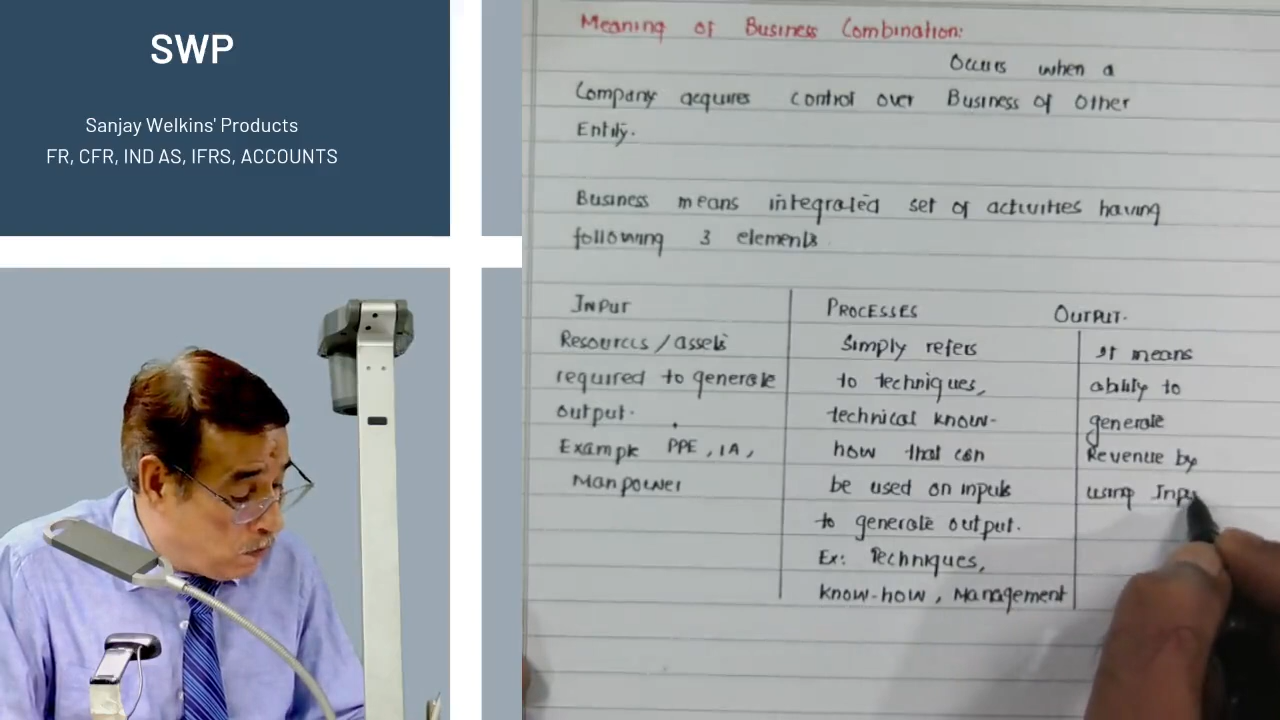 SWP
Sanjay Welkins' Products
FR, CFR, IND AS, IFRS, ACCOUNTS
Meaning of Business Combination:
Occurs when a
Company acquires control over Business of Other
Entity.
Business means integrated set of activities having
following 3 elements
INPUT
Resources / assets
required to generate
output.
Example PPE, IA,
Manpower
PROCESSES
Simply refers
to techniques,
technical know-
how that can
be used on inputs
to generate output.
Ex: Techniques,
know-how, Management
OUTPUT.
It means
ability to
generate
Revenue by
using Inpu